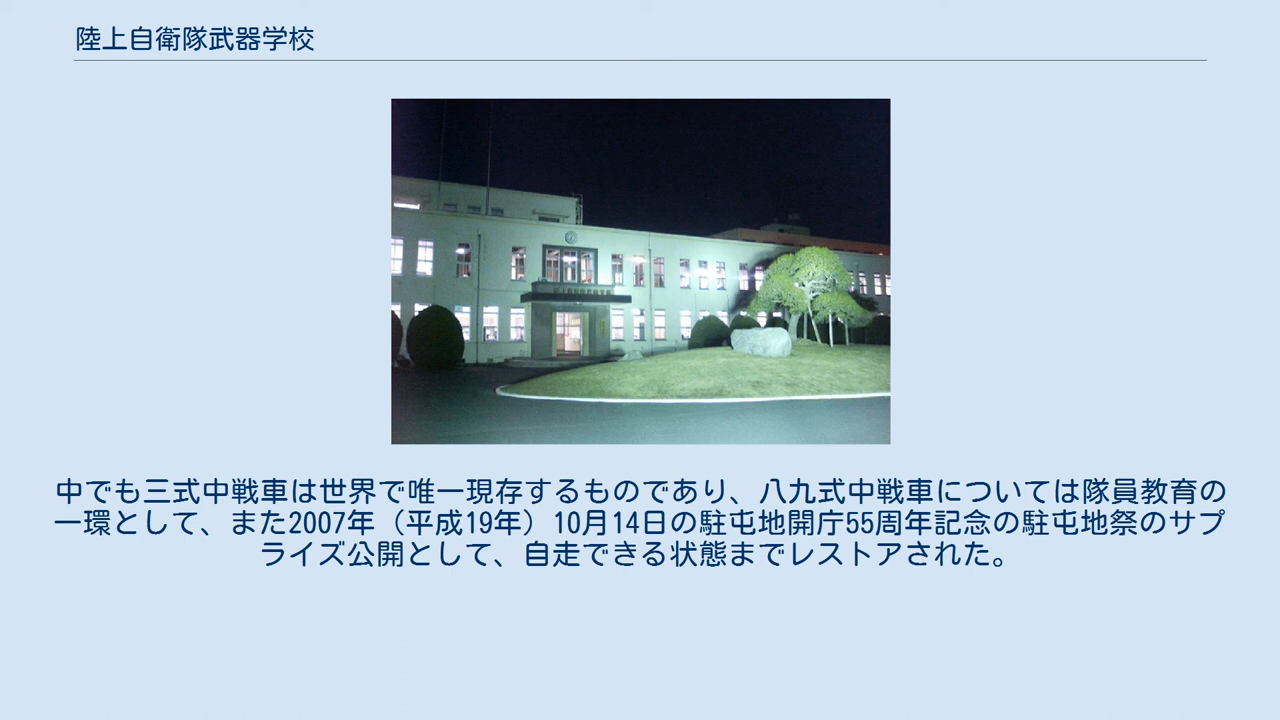 陸上自衛隊武器学校
中でも三式中戦車は世界で唯一現存するものであり、八九式中戦車については隊員教育の
一環として、また2007年（平成19年）10月14日の駐屯地開庁55周年記念の駐屯地祭のサプ
ライズ公開として、自走できる状態までレストアされた。